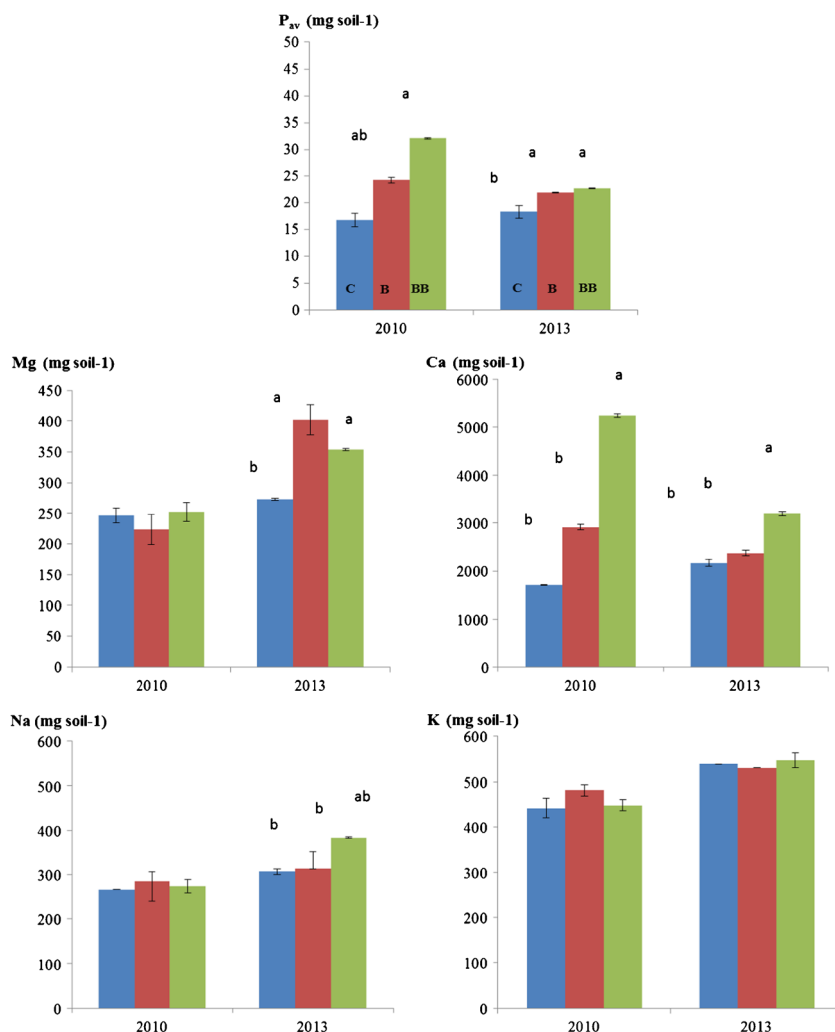 Pav (mg soil-1)
50
45
40
35
30
25
20
15
10
5
0
a
ab
a
a
b
C B BB C B BB
2010 2013
Mg (mg soil-1)
450
400
350
300
250
200
150
100
50
0
a
a
b
2010 2013
Ca (mg soil-1)
6000
5000
4000
3000
2000
1000
0
a
b
b
a
b
b
2010 2013
Na (mg soil-1)
600
500
400
300
200
100
0
b b ab
2010 2013
K (mg soil-1)
600
500
400
300
200
100
0
2010 2013